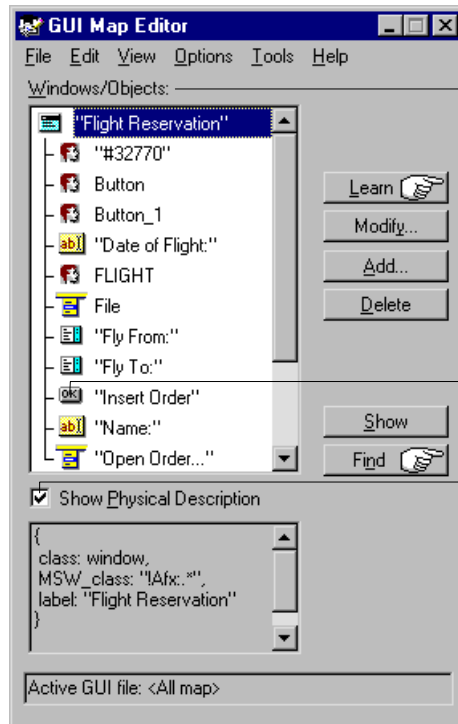 GUI Map Editor
File Edit View Options Tools Help
Windows/Objects:
"Flight Reservation"
"#32770"
Button
Button_1
"Date of Flight:"
FLIGHT
File
"Fly From:"
"Fly To:"
"Insert Order"
"Name:"
"Open Order..."
Learn
Modify...
Add...
Delete
Show
Find
Show Physical Description
{
class: window,
MSW_class: "!Afx:.*",
label: "Flight Reservation"
}
Active GUI file: <All map>